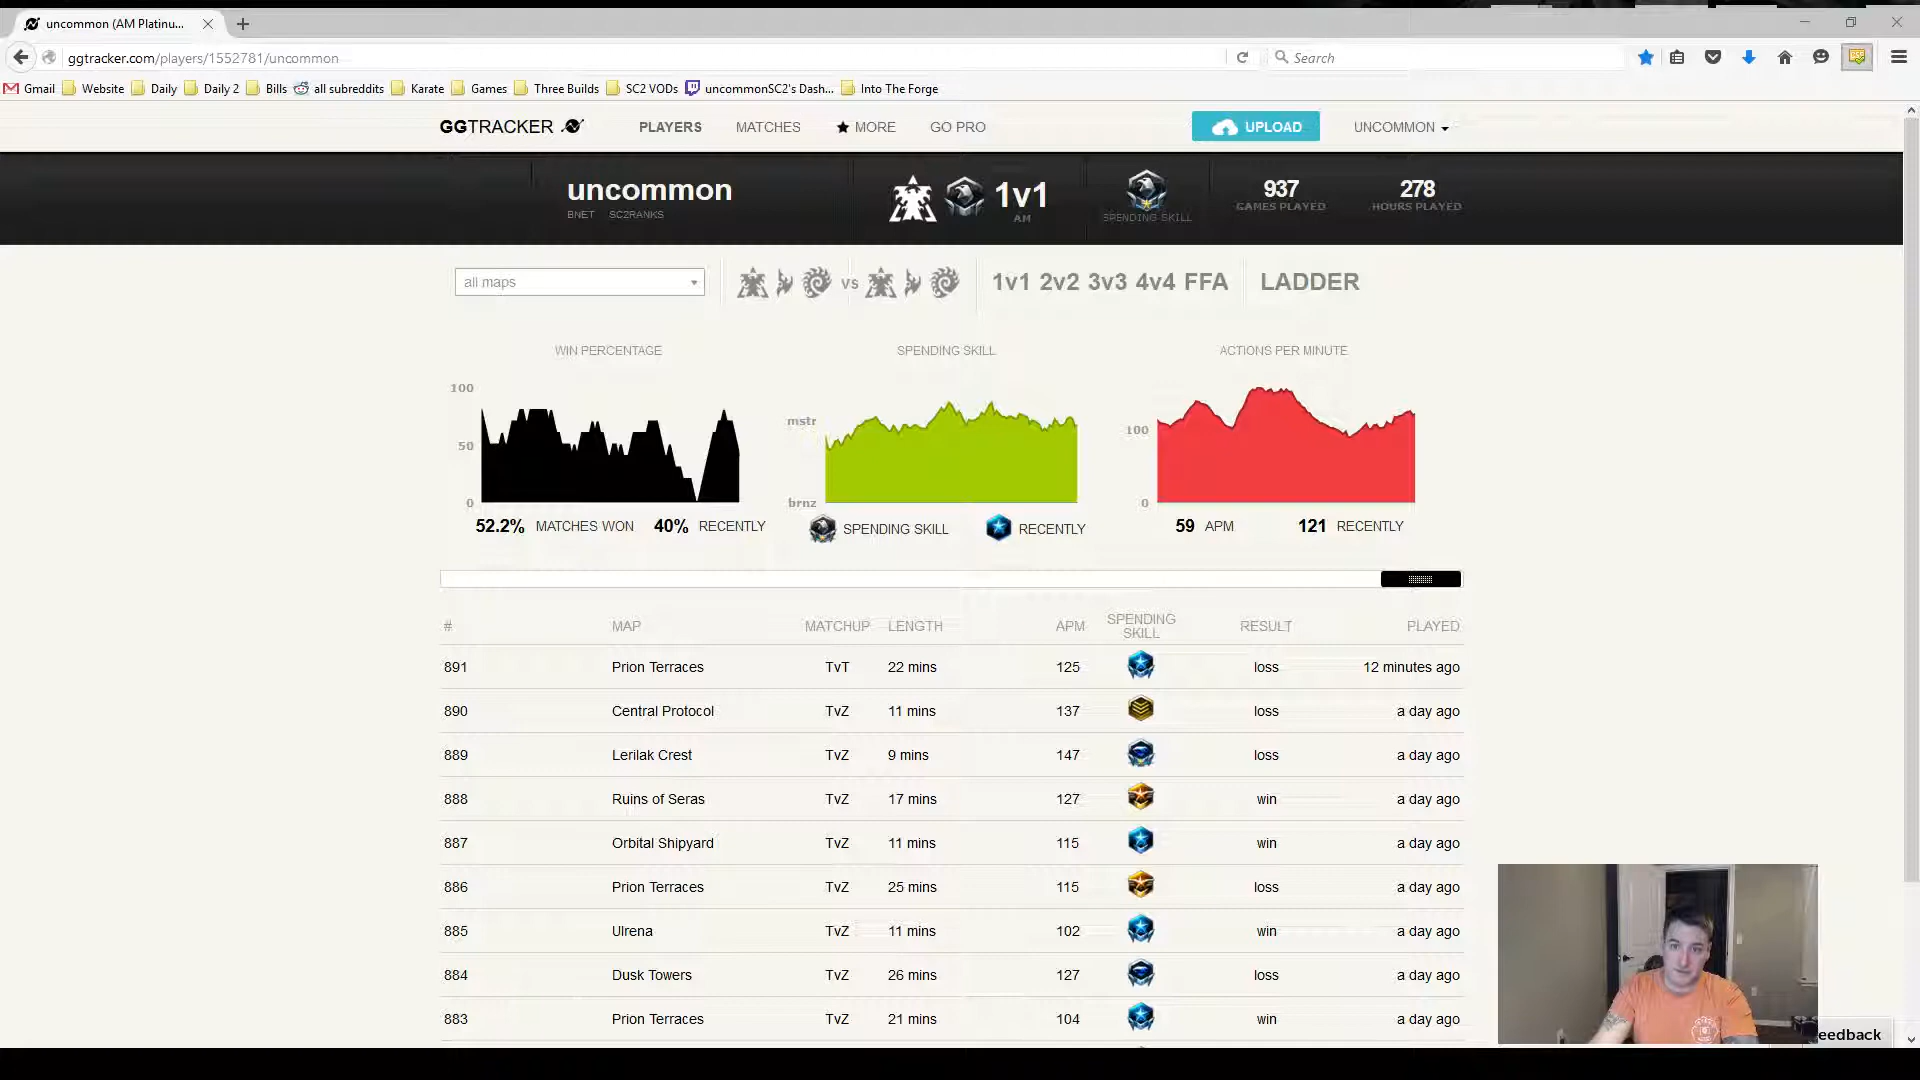 uncommon (AM Platinu...
ggtracker.com/players/1552781/uncommon
Search
Gmail Website Daily Daily 2 Bills all subreddits Karate Games Three Builds SC2 VODs uncommonSC2's Dash... Into The Forge
GGTRACKER PLAYERS MATCHES MORE GO PRO UPLOAD UNCOMMON
uncommon 1v1 937 278
BNET SC2RANKS AM SPENDING SKILL GAMES PLAYED HOURS PLAYED
all maps vs 1v1 2v2 3v3 4v4 FFA LADDER
WIN PERCENTAGE SPENDING SKILL ACTIONS PER MINUTE
100
50
0
mstr
brnz
100
0
52.2% MATCHES WON 40% RECENTLY SPENDING SKILL RECENTLY 59 APM 121 RECENTLY
# MAP MATCHUP LENGTH APM SPENDING SKILL RESULT PLAYED
891 Prion Terraces TvT 22 mins 125 loss 12 minutes ago
890 Central Protocol TvZ 11 mins 137 loss a day ago
889 Lerilak Crest TvZ 9 mins 147 loss a day ago
888 Ruins of Seras TvZ 17 mins 127 win a day ago
887 Orbital Shipyard TvZ 11 mins 115 win a day ago
886 Prion Terraces TvZ 25 mins 115 loss a day ago
885 Ulrena TvZ 11 mins 102 win a day ago
884 Dusk Towers TvZ 26 mins 127 loss a day ago
883 Prion Terraces TvZ 21 mins 104 win a day ago
eedback